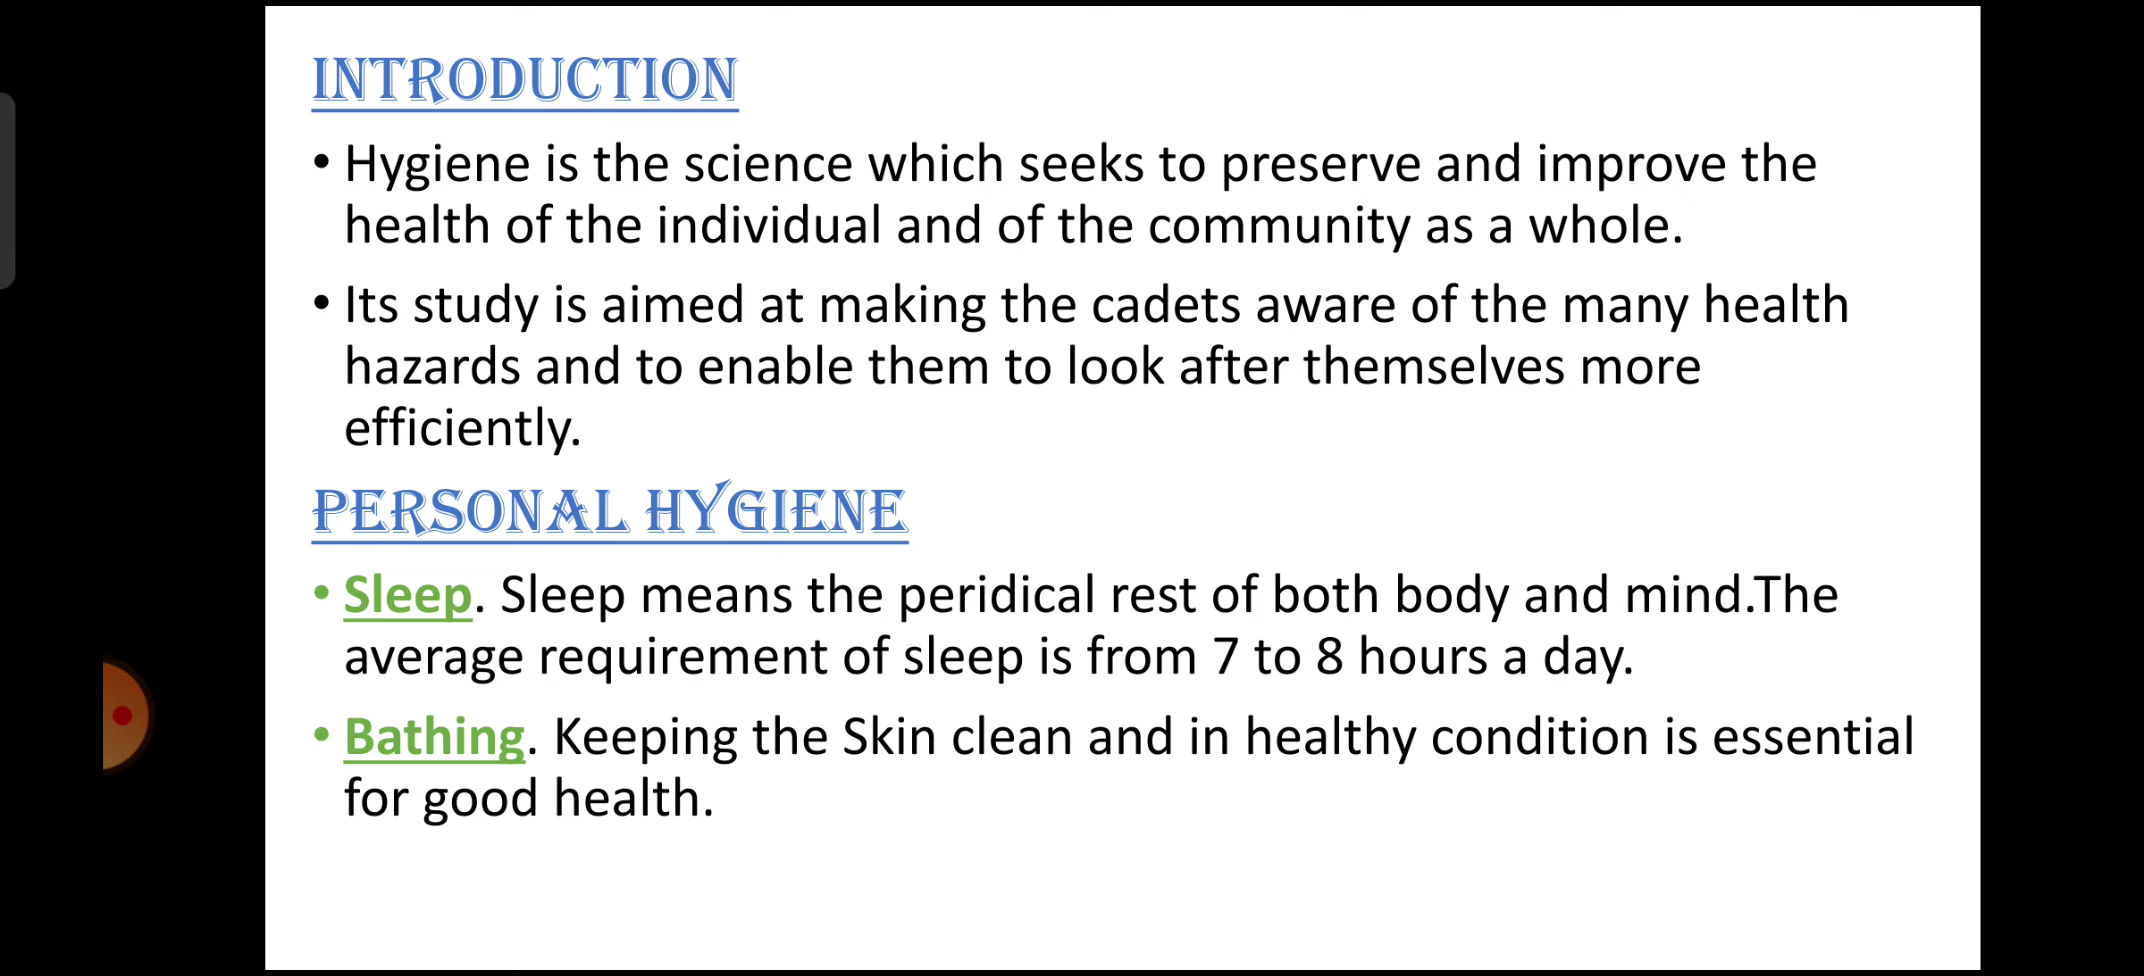 INTRODUCTION
• Hygiene is the science which seeks to preserve and improve the
health of the individual and of the community as a whole.
• Its study is aimed at making the cadets aware of the many health
hazards and to enable them to look after themselves more
efficiently.
PERSONAL HYGIENE
• Sleep. Sleep means the peridical rest of both body and mind.The
average requirement of sleep is from 7 to 8 hours a day.
• Bathing. Keeping the Skin clean and in healthy condition is essential
for good health.